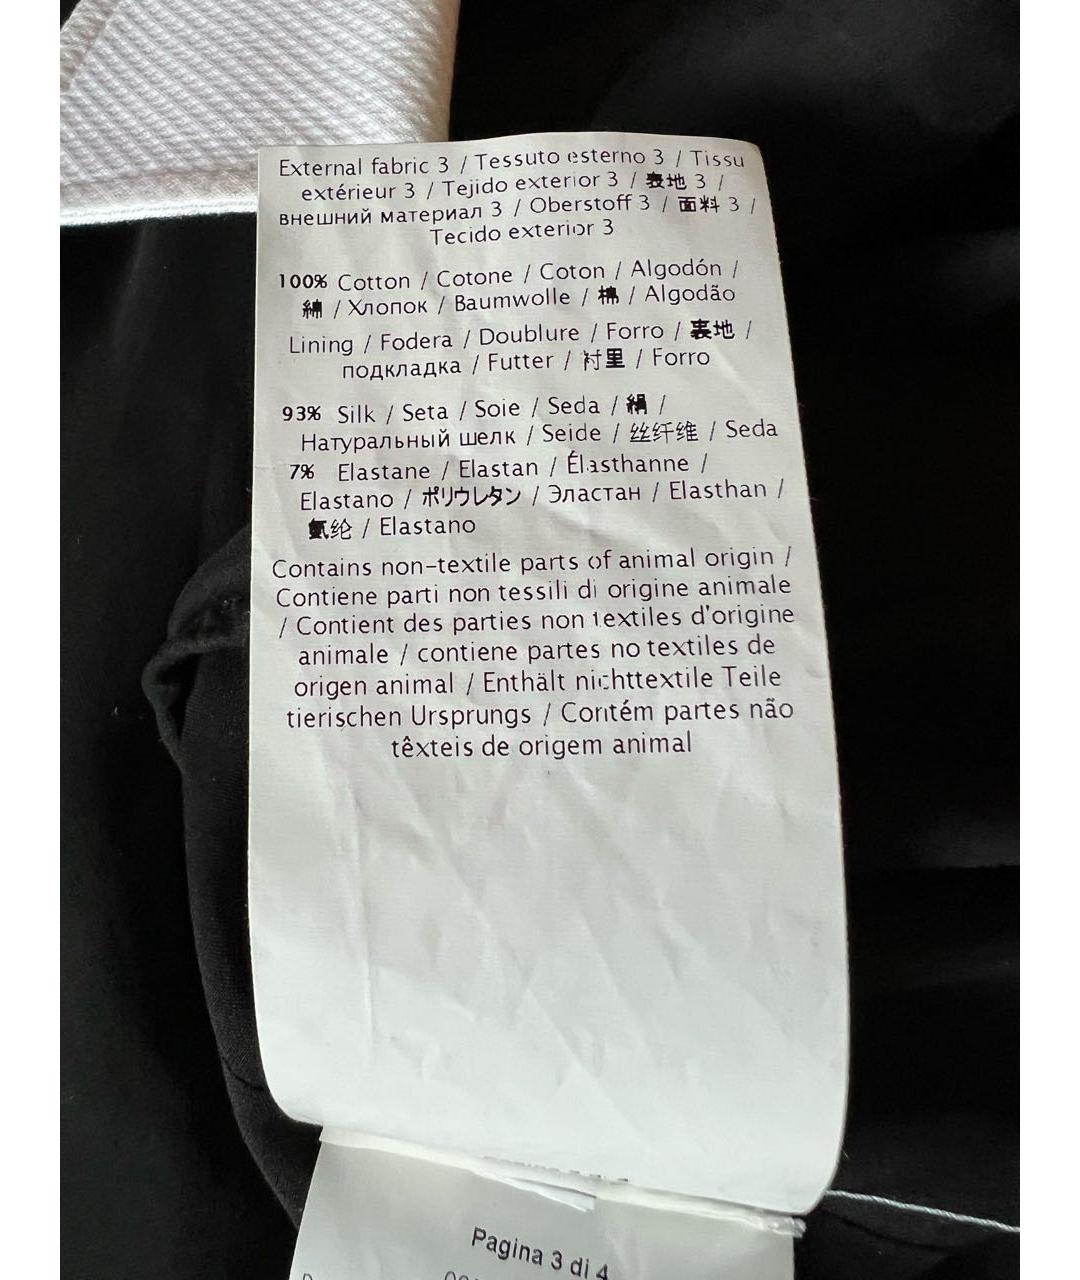 External fabric 3 / Tessuto esterno 3 / Tissu
extérieur 3 / Tejido exterior 3 / 表地 3 /
внешний материал 3 / Oberstoff 3 / 面料 3 /
Tecido exterior 3
100% Cotton / Cotone / Coton / Algodón /
綿 / Хлопок / Baumwolle / 棉 / Algodão
Lining / Fodera / Doublure / Forro / 裏地 /
подкладка / Futter / 衬里 / Forro
93% Silk / Seta / Soie / Seda / 絹 /
Натуральный шелк / Seide / 丝纤维 / Seda
7% Elastane / Elastan / Élasthanne /
Elastano / ポリウレタン / Эластан / Elasthan /
氨纶 / Elastano
Contains non-textile parts of animal origin /
Contiene parti non tessili di origine animale
/ Contient des parties non textiles d'origine
animale / contiene partes no textiles de
origen animal / Enthält nichttextile Teile
tierischen Ursprungs / Contém partes não
têxteis de origem animal
Pagina 3 di 4